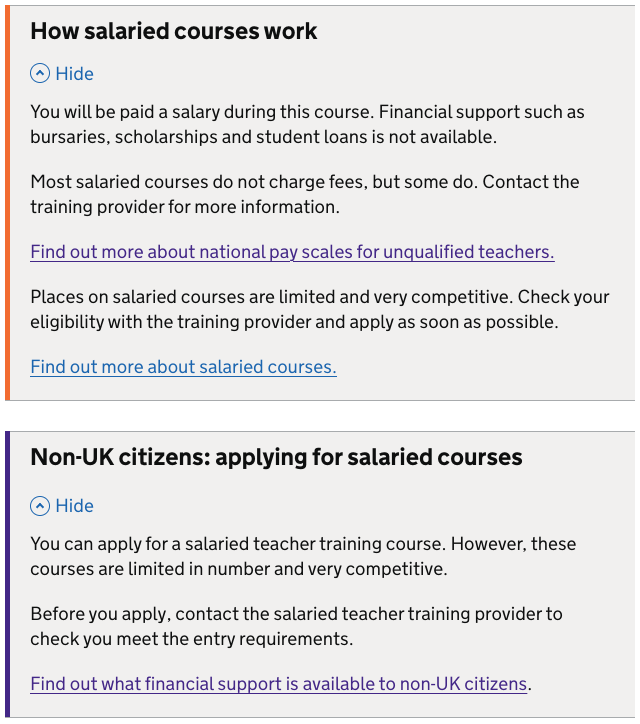 How salaried courses work
Hide
You will be paid a salary during this course. Financial support such as
bursaries, scholarships and student loans is not available.
Most salaried courses do not charge fees, but some do. Contact the
training provider for more information.
Find out more about national pay scales for unqualified teachers.
Places on salaried courses are limited and very competitive. Check your
eligibility with the training provider and apply as soon as possible.
Find out more about salaried courses.
Non-UK citizens: applying for salaried courses
Hide
You can apply for a salaried teacher training course. However, these
courses are limited in number and very competitive.
Before you apply, contact the salaried teacher training provider to
check you meet the entry requirements.
Find out what financial support is available to non-UK citizens.